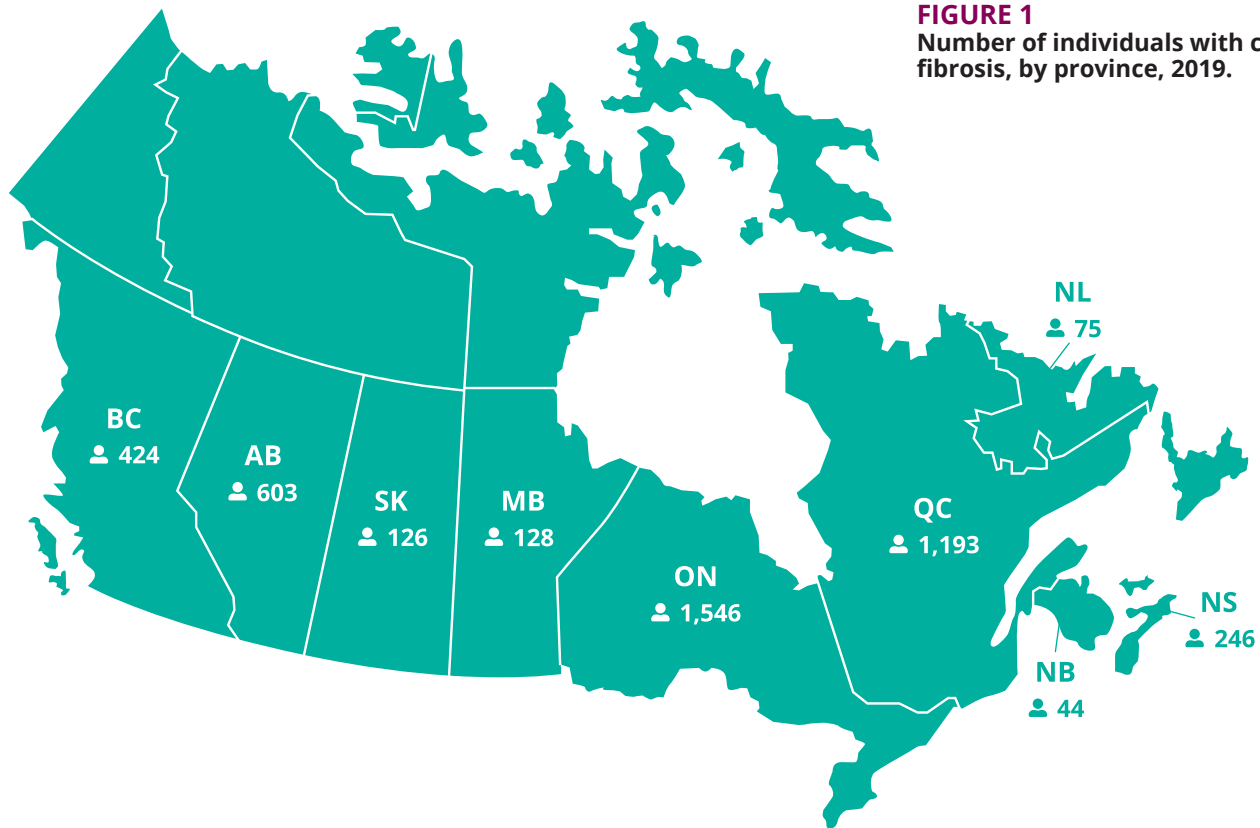 FIGURE 1
Number of individuals with c
fibrosis, by province, 2019.
NL
75
BC
424
AB
603
SK
126
MB
128
QC
1,193
ON
1,546
NS
246
NB
44